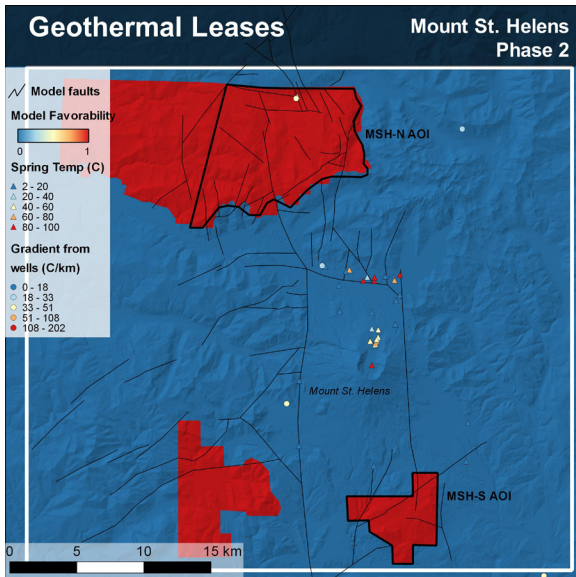 Geothermal Leases
Mount St. Helens
Phase 2
Model faults
Model Favorability
0 1
Spring Temp (C)
2 - 20
20 - 40
40 - 60
60 - 80
80 - 100
Gradient from
wells (C/km)
0 - 18
18 - 33
33 - 51
51 - 108
108 - 202
MSH-N AOI
Mount St. Helens
MSH-S AOI
0 5 10 15 km